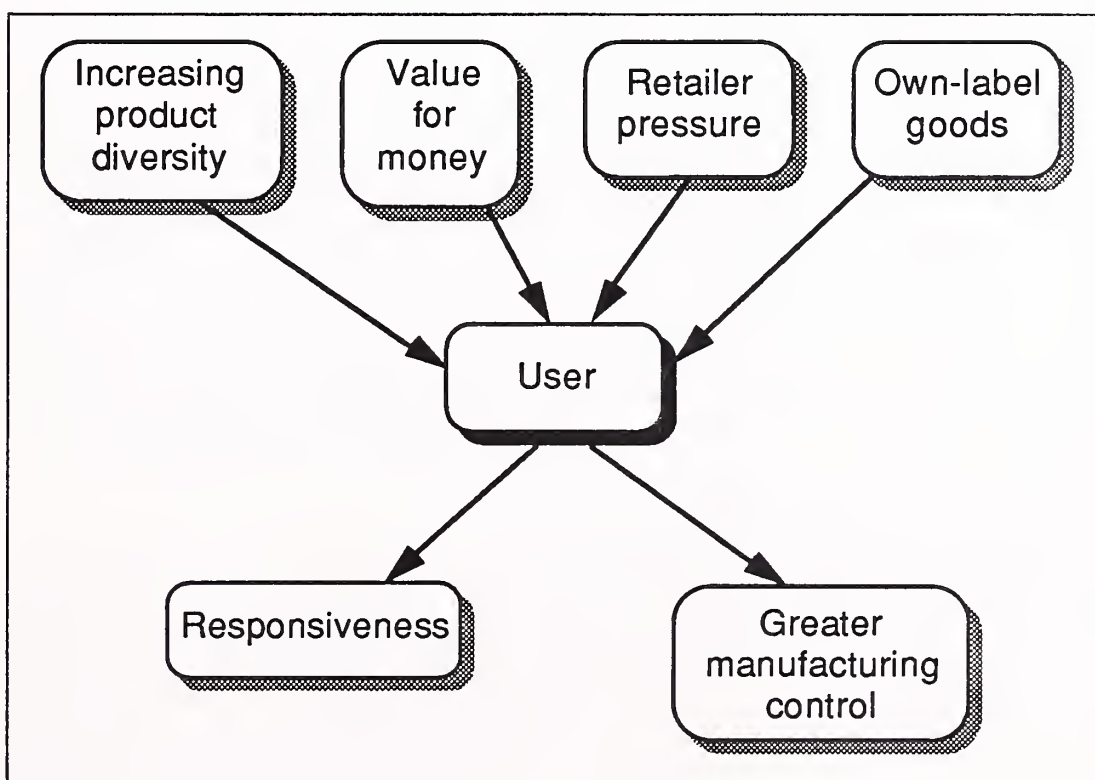 Increasing
product
diversity
Value
for
money
Retailer
pressure
Own-label
goods
User
Responsiveness
Greater
manufacturing
control